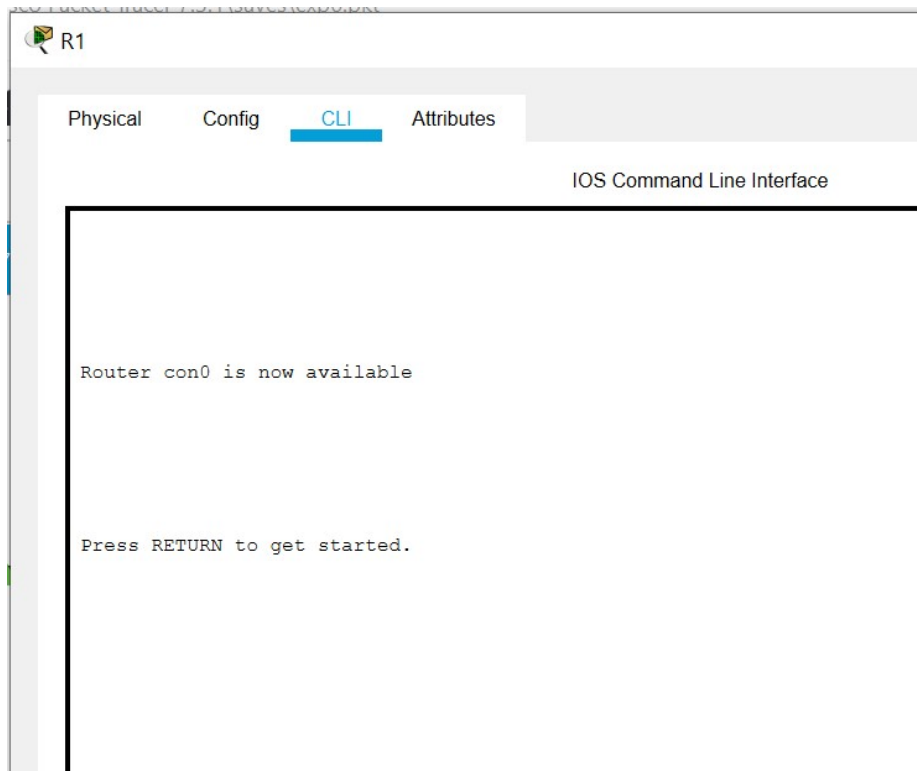 R1
Physical Config CLI Attributes
IOS Command Line Interface
Router con0 is now available
Press RETURN to get started.